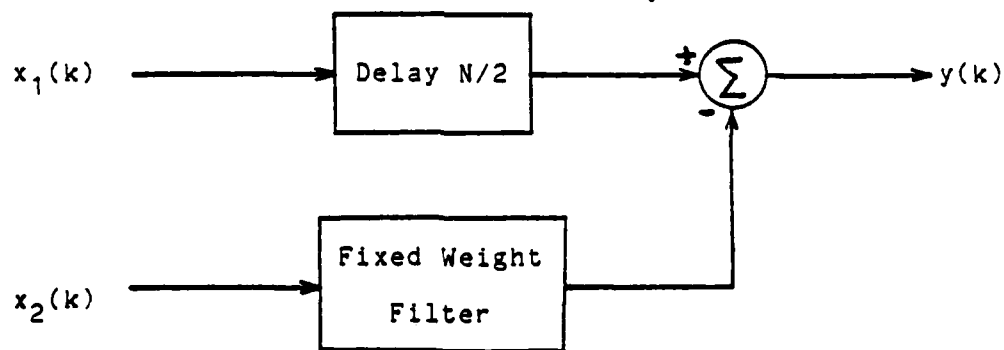 x₁(k)
Delay N/2
+
Σ
-
y(k)
x₂(k)
Fixed Weight
Filter